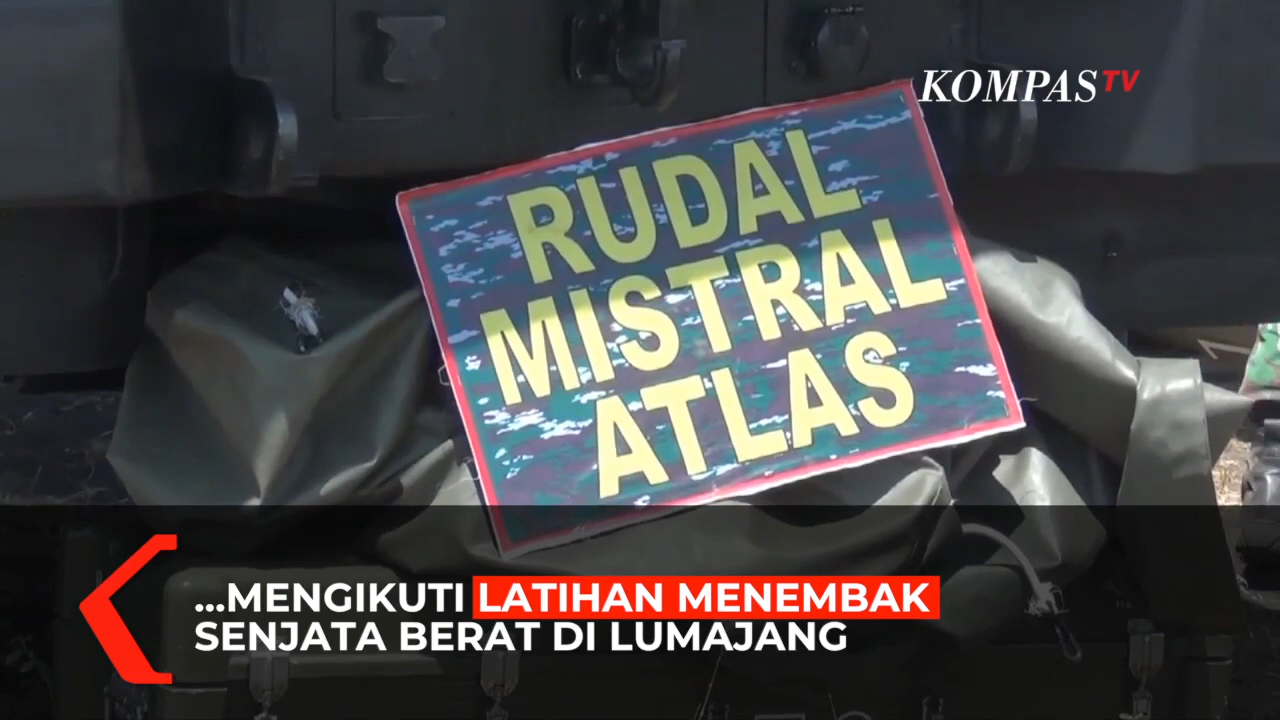 KOMPASTV
RUDAL
MISTRAL
ATLAS
...MENGIKUTI LATIHAN MENEMBAK
SENJATA BERAT DI LUMAJANG